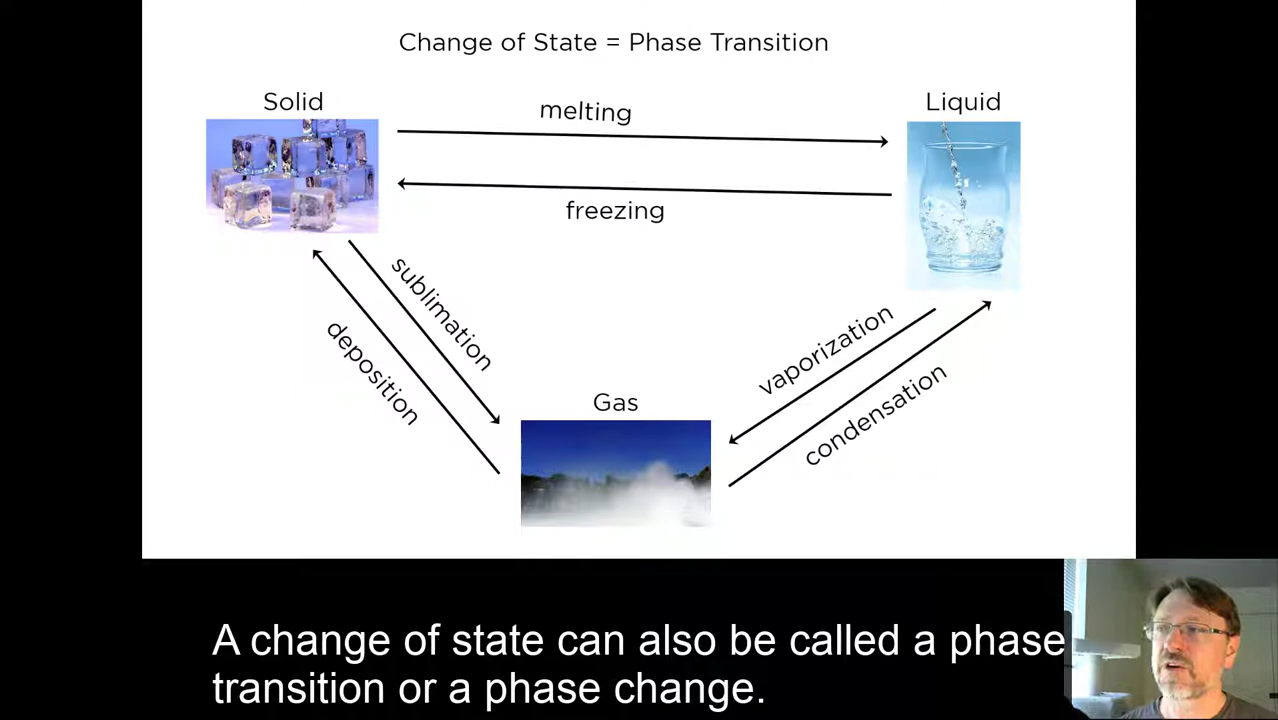 Change of State = Phase Transition
Solid
Liquid
melting
freezing
sublimation
deposition
vaporization
condensation
Gas
A change of state can also be called a phase
transition or a phase change.